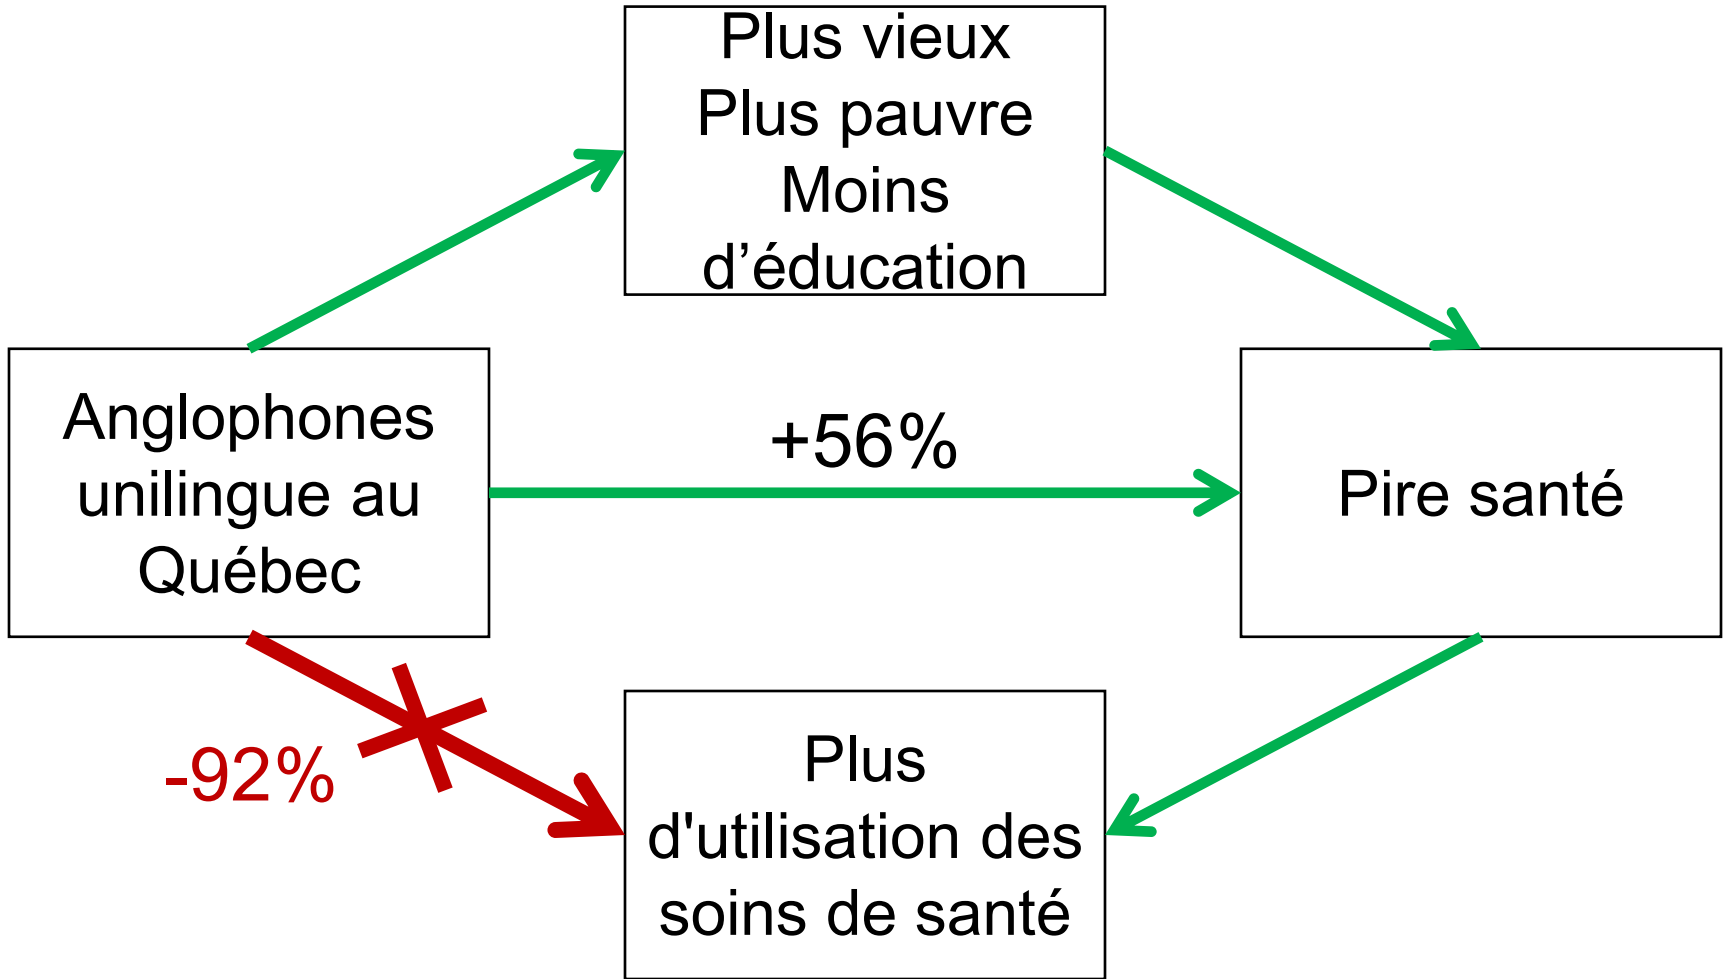 Plus vieux
Plus pauvre
Moins
d’éducation
Anglophones
unilingue au
Québec
+56%
Pire santé
-92%
Plus
d'utilisation des
soins de santé